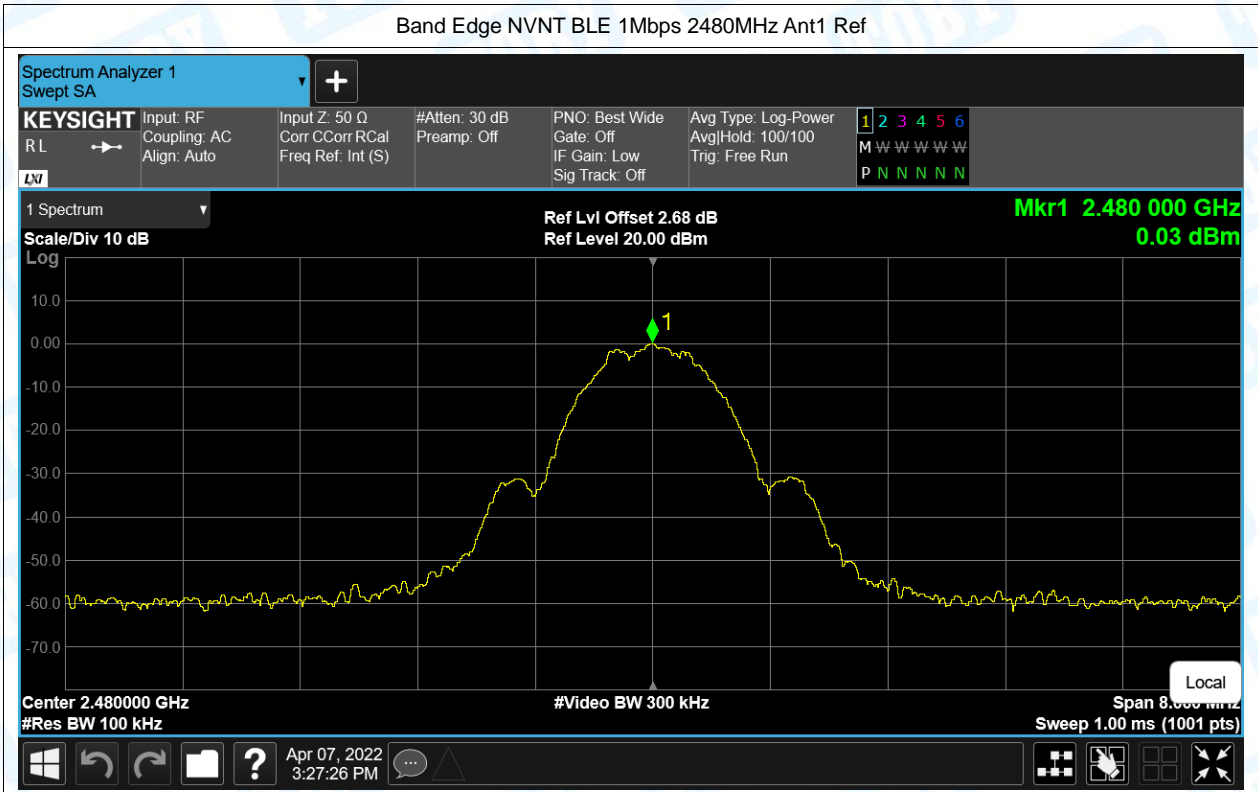 Band Edge NVNT BLE 1Mbps 2480MHz Ant1 Ref
Spectrum Analyzer 1
Swept SA
KEYSIGHT
R L
LXI
Input: RF
Coupling: AC
Align: Auto
Input Z: 50 Ω
Corr CCorr RCal
Freq Ref: Int (S)
#Atten: 30 dB
Preamp: Off
PNO: Best Wide
Gate: Off
IF Gain: Low
Sig Track: Off
Avg Type: Log-Power
Avg|Hold: 100/100
Trig: Free Run
1 2 3 4 5 6
M W W W W W
P N N N N N
1 Spectrum
Scale/Div 10 dB
Ref Lvl Offset 2.68 dB
Ref Level 20.00 dBm
Mkr1 2.480 000 GHz
0.03 dBm
Log
10.0
0.00
-10.0
-20.0
-30.0
-40.0
-50.0
-60.0
-70.0
1
Center 2.480000 GHz
#Res BW 100 kHz
#Video BW 300 kHz
Local
Span 8.000 MHz
Sweep 1.00 ms (1001 pts)
?
Apr 07, 2022
3:27:26 PM